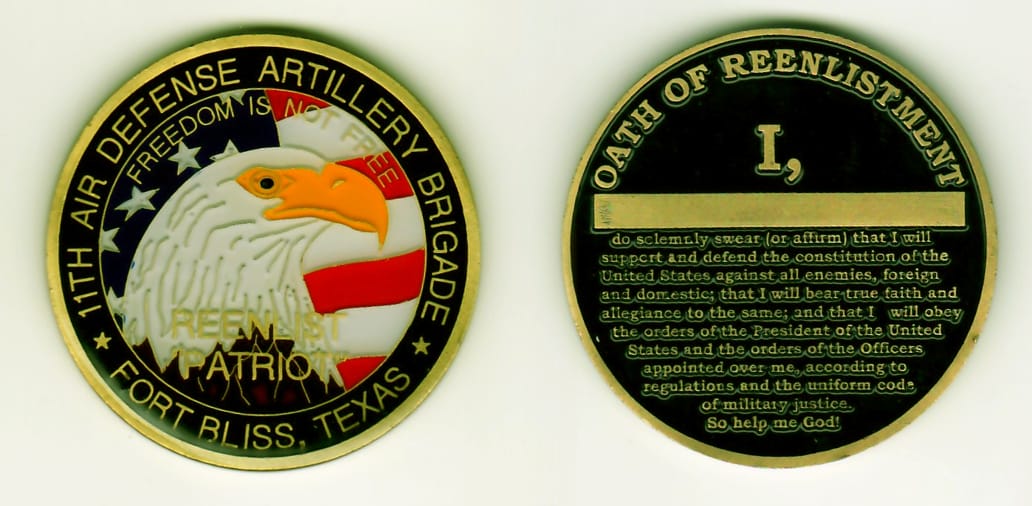 11TH AIR DEFENSE ARTILLERY BRIGADE
FREEDOM IS NOT FREE
REENLIST
PATRIOT
FORT BLISS, TEXAS
OATH OF REENLISTMENT
I,
do solemnly swear (or affirm) that I will
support and defend the constitution of the
United States against all enemies, foreign
and domestic; that I will bear true faith and
allegiance to the same; and that I will obey
the orders of the President of the United
States and the orders of the Officers
appointed over me, according to
regulations and the uniform code
of military justice.
So help me God!